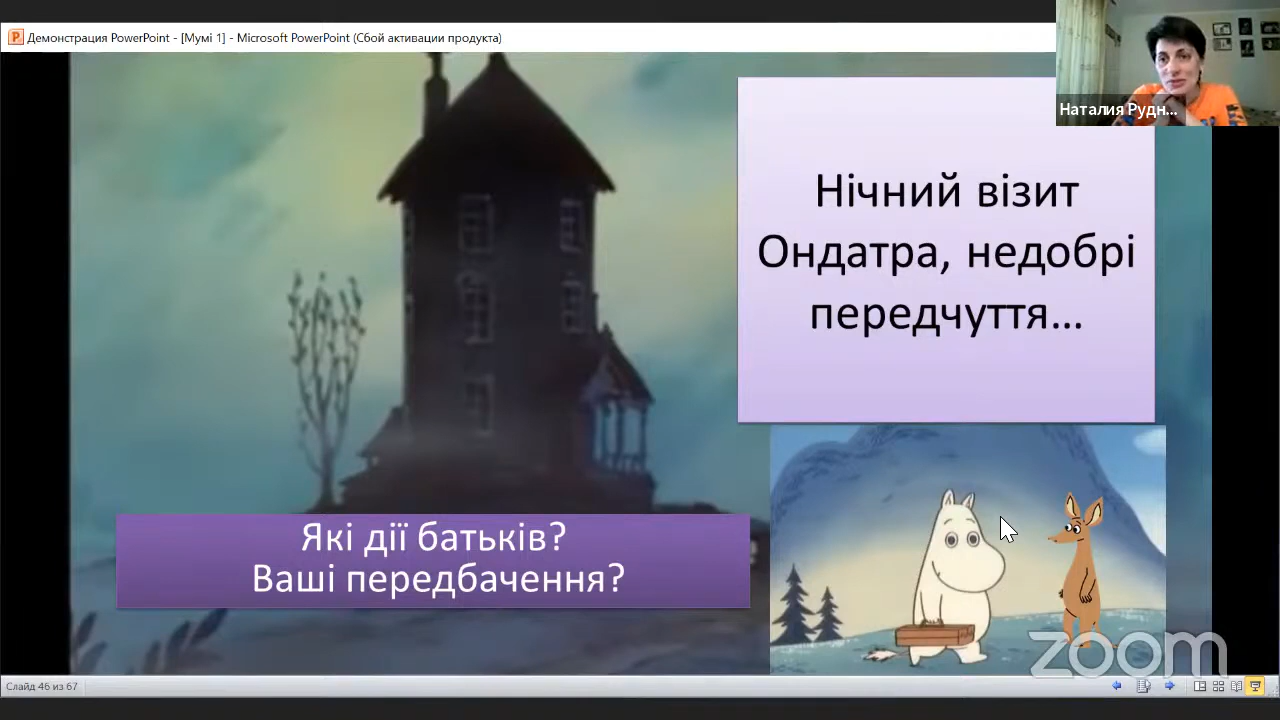 Демонстрация PowerPoint - [Мумі 1] - Microsoft PowerPoint (Сбой активации продукта)
Наталия Рудн...
Нічний візит
Ондатра, недобрі
передчуття...
Які дії батьків?
Ваші передбачення?
zoom
Слайд 46 из 67